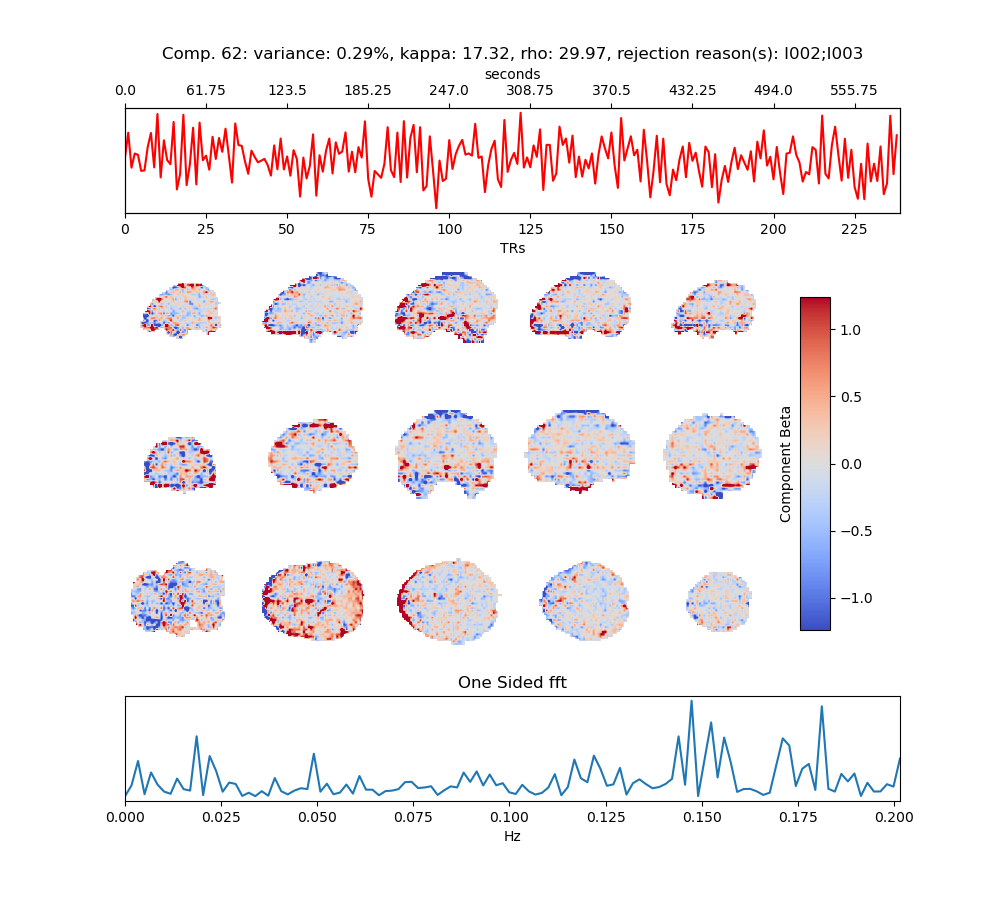 Comp. 62: variance: 0.29%, kappa: 17.32, rho: 29.97, rejection reason(s): I002;I003
seconds
0.0 61.75 123.5 185.25 247.0 308.75 370.5 432.25 494.0 555.75
0 25 50 75 100 125 150 175 200 225
TRs
1.0
0.5
0.0
−0.5
−1.0
Component Beta
One Sided fft
0.000 0.025 0.050 0.075 0.100 0.125 0.150 0.175 0.200
Hz